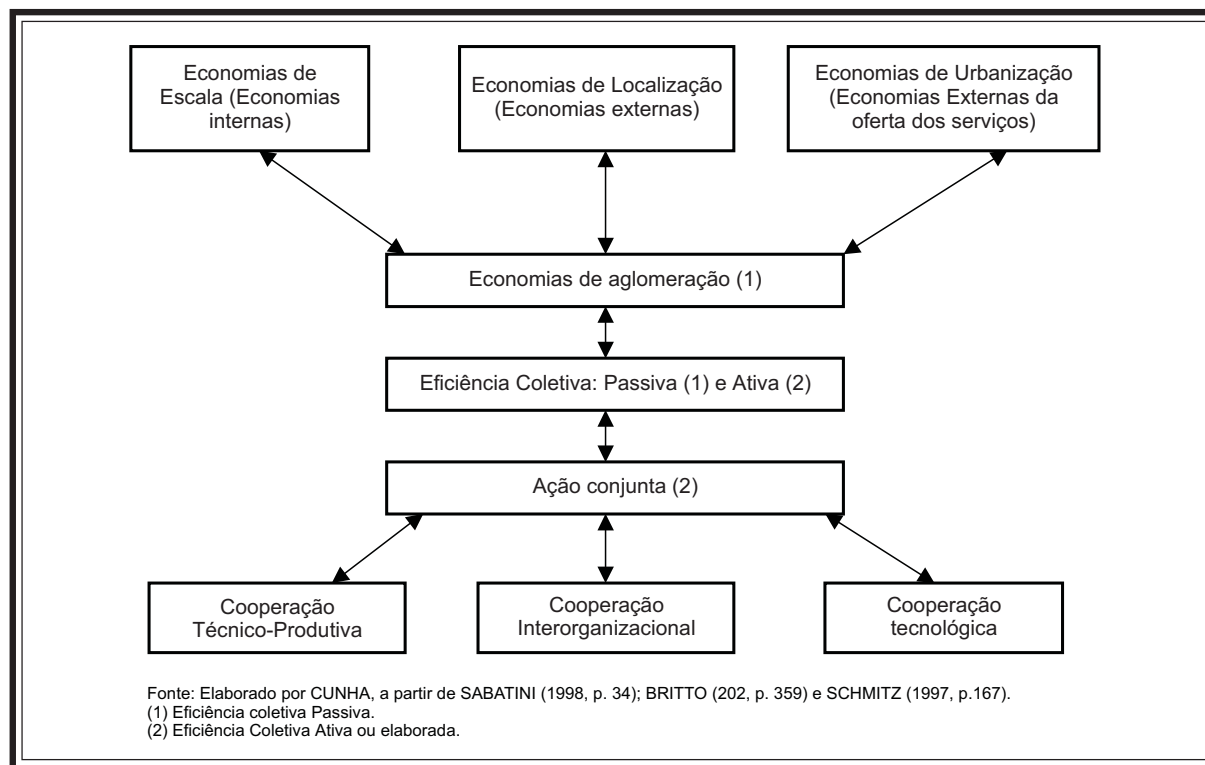 Economias de
Escala (Economias
internas)
Economias de Localização
(Economias externas)
Economias de Urbanização
(Economias Externas da
oferta dos serviços)
Economias de aglomeração (1)
Eficiência Coletiva: Passiva (1) e Ativa (2)
Ação conjunta (2)
Cooperação
Técnico-Produtiva
Cooperação
Interorganizacional
Cooperação
tecnológica
Fonte: Elaborado por CUNHA, a partir de SABATINI (1998, p. 34); BRITTO (202, p. 359) e SCHMITZ (1997, p.167).
(1) Eficiência coletiva Passiva.
(2) Eficiência Coletiva Ativa ou elaborada.